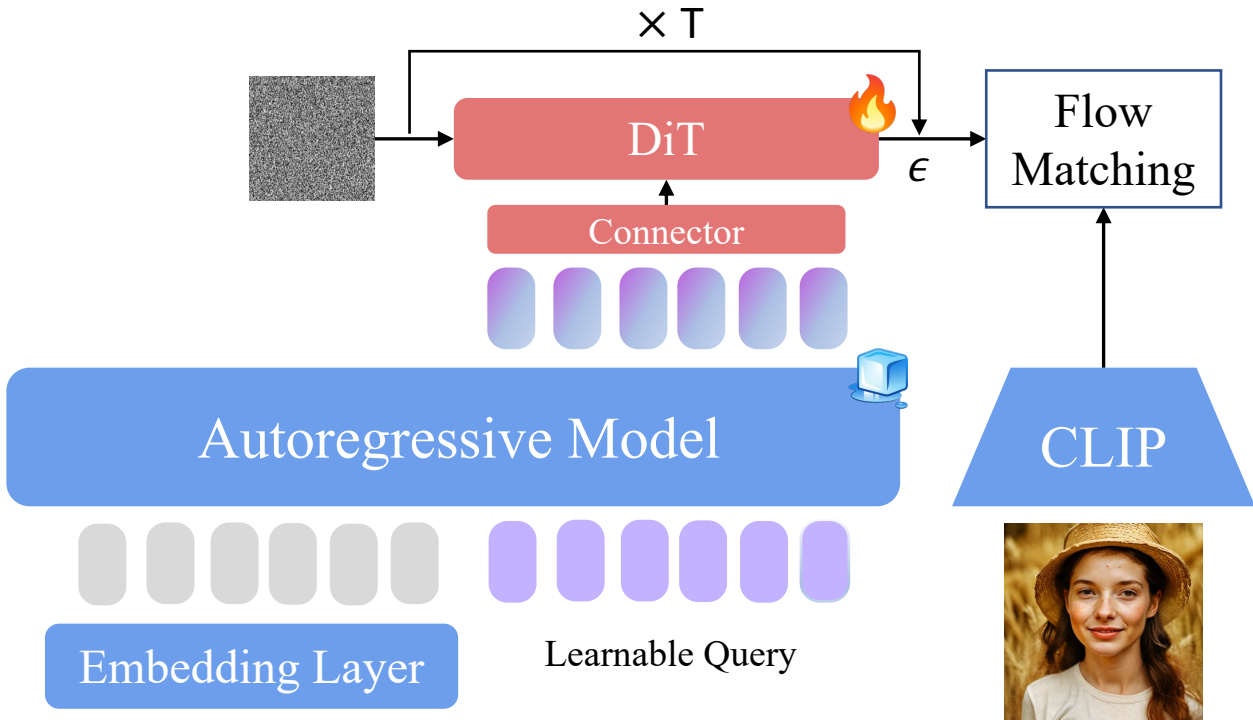 × T
DiT
ϵ
Flow
Matching
Connector
Autoregressive Model
CLIP
Embedding Layer
Learnable Query